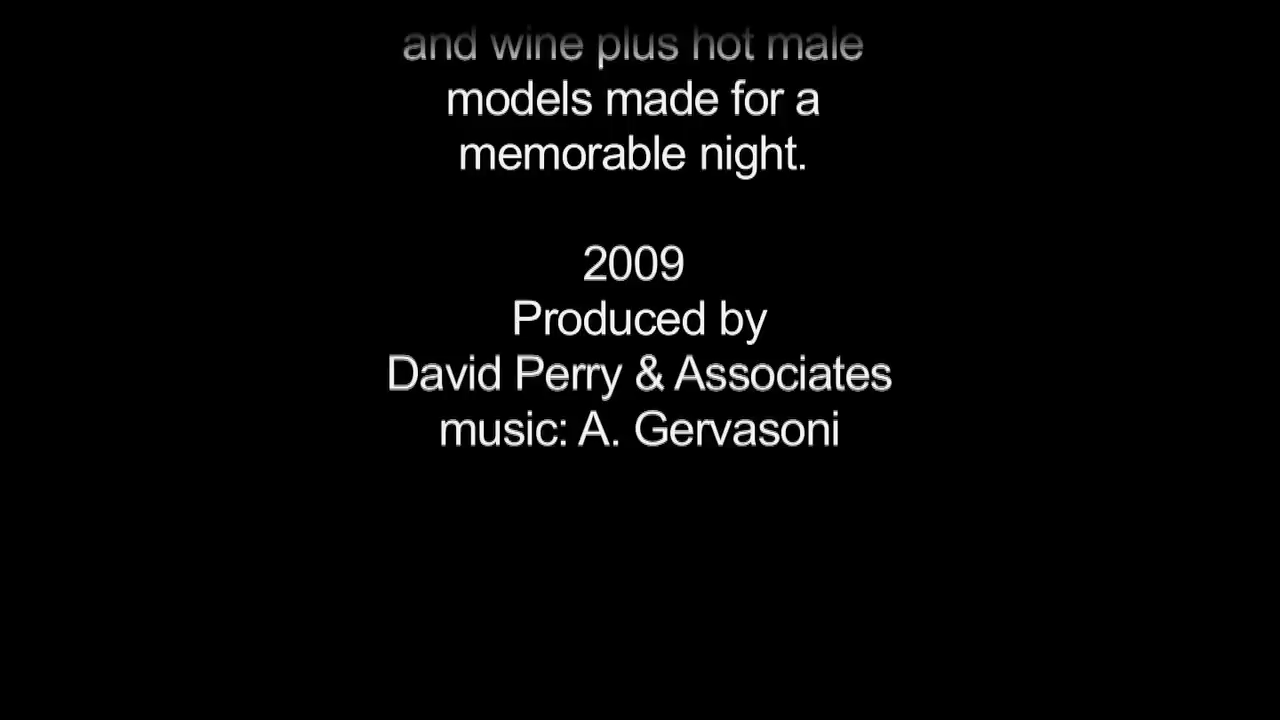 and wine plus hot male
models made for a
memorable night.
2009
Produced by
David Perry & Associates
music: A. Gervasoni